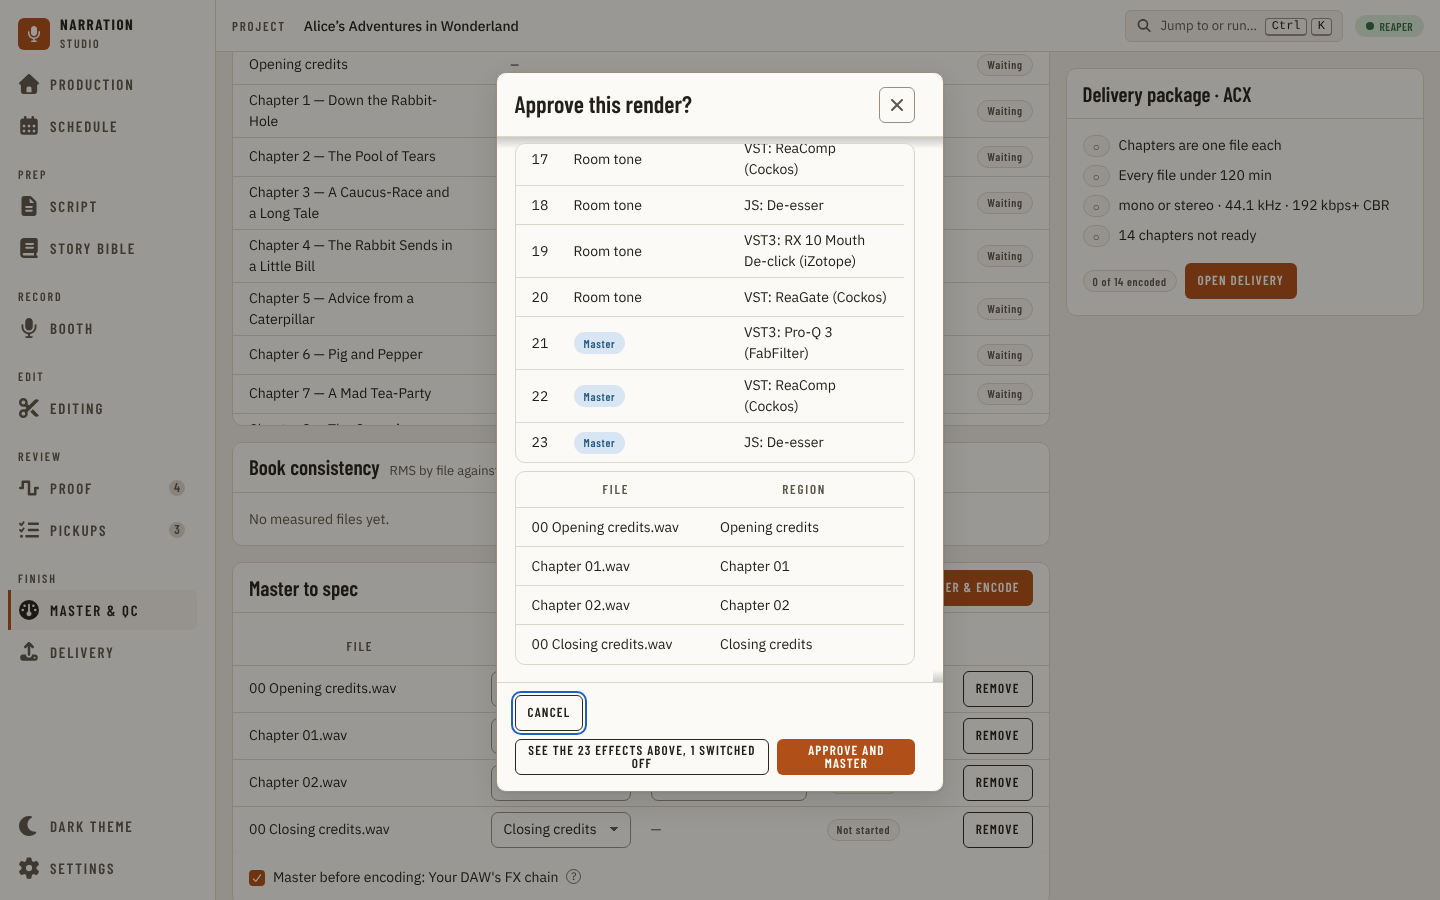 NARRATION
STUDIO
PRODUCTION
SCHEDULE
PREP
SCRIPT
STORY BIBLE
RECORD
BOOTH
EDIT
EDITING
REVIEW
PROOF 4
PICKUPS 3
FINISH
MASTER & QC
DELIVERY
DARK THEME
SETTINGS
PROJECT Alice's Adventures in Wonderland
Jump to or run... Ctrl K
REAPER
Opening credits — Waiting
Chapter 1 — Down the Rabbit-
Hole
Waiting
Chapter 2 — The Pool of Tears Waiting
Chapter 3 — A Caucus-Race and
a Long Tale
Waiting
Chapter 4 — The Rabbit Sends in
a Little Bill
Waiting
Chapter 5 — Advice from a
Caterpillar
Waiting
Chapter 6 — Pig and Pepper Waiting
Chapter 7 — A Mad Tea-Party Waiting
Book consistency RMS by file against
No measured files yet.
Master to spec
ER & ENCODE
FILE
00 Opening credits.wav REMOVE
Chapter 01.wav REMOVE
Chapter 02.wav REMOVE
00 Closing credits.wav Closing credits — Not started REMOVE
Master before encoding: Your DAW's FX chain ?
Delivery package · ACX
Chapters are one file each
Every file under 120 min
mono or stereo · 44.1 kHz · 192 kbps+ CBR
14 chapters not ready
0 of 14 encoded OPEN DELIVERY
Approve this render?
17 Room tone VST: ReaComp
(Cockos)
18 Room tone JS: De-esser
19 Room tone VST3: RX 10 Mouth
De-click (iZotope)
20 Room tone VST: ReaGate (Cockos)
21 Master VST3: Pro-Q 3
(FabFilter)
22 Master VST: ReaComp
(Cockos)
23 Master JS: De-esser
FILE REGION
00 Opening credits.wav Opening credits
Chapter 01.wav Chapter 01
Chapter 02.wav Chapter 02
00 Closing credits.wav Closing credits
CANCEL
SEE THE 23 EFFECTS ABOVE, 1 SWITCHED
OFF
APPROVE AND
MASTER